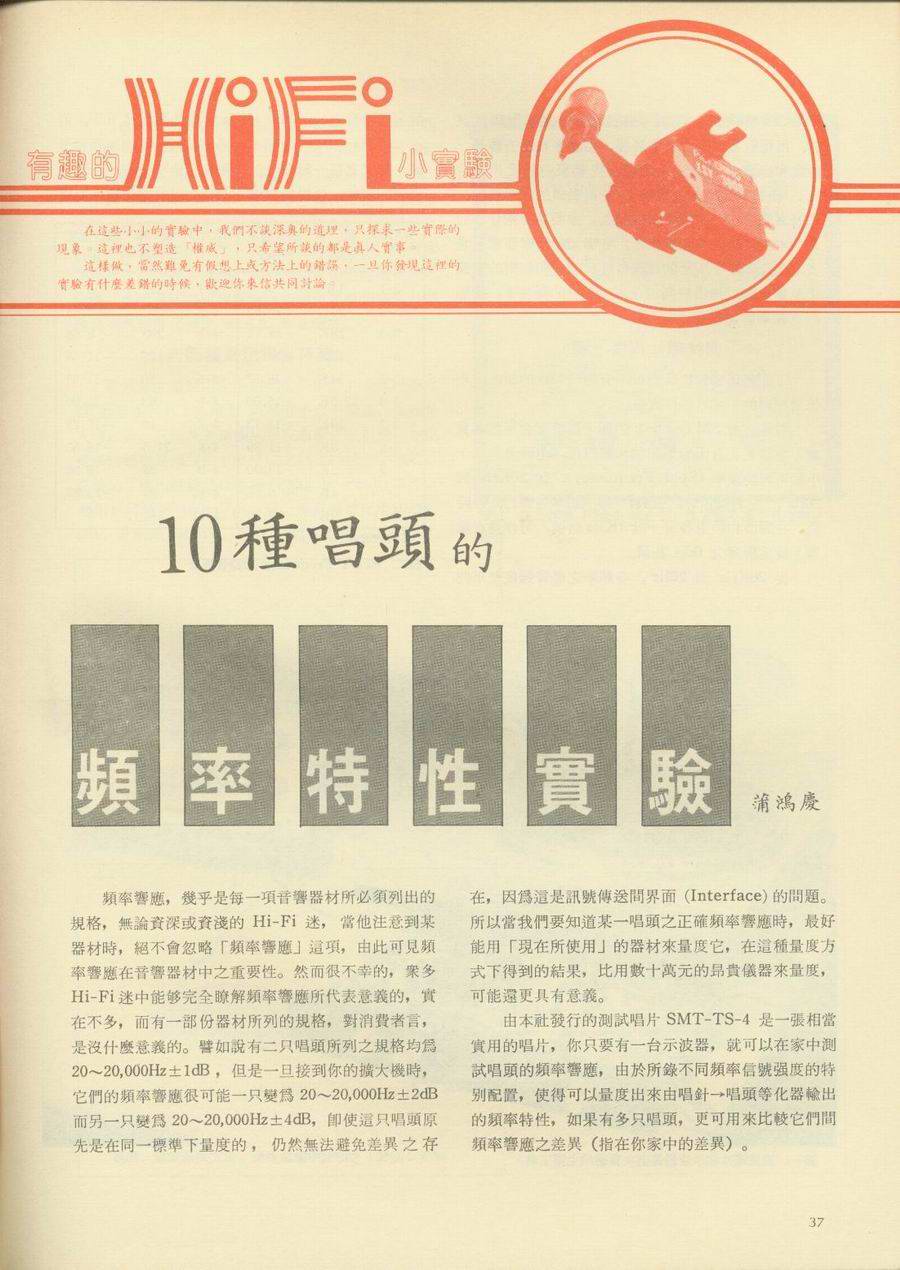 有趣的HiFi小實驗
在這些小小的實驗中，我們不談深奧的道理，只探求一些實際的
現象。這裡也不塑造「權威」，只希望所談的都是真人實事。
這樣做，當然難免有假想上或方法上的錯誤，一旦你發現這裡的
實驗有什麼差錯的時候，歡迎你來信共同討論。
10種唱頭的
頻率特性實驗
蒲鴻慶
頻率響應，幾乎是每一項音響器材所必須列出的
規格，無論資深或資淺的 Hi-Fi 迷， 當他注意到某
器材時，絕不會忽略「頻率響應」這項，由此可見頻
率響應在音響器材中之重要性。然而很不幸的，衆多
Hi-Fi 迷中能够完全瞭解頻率響應所代表意義的，實
在不多，而有一部份器材所列的規格，對消費者言，
是沒什麼意義的。譬如說有二只唱頭所列之規格均爲
20～20,000Hz±1dB ，但是一旦接到你的擴大機時，
它們的頻率響應很可能一只變爲 20～20,000Hz±2dB
而另一只變爲 20～20,000Hz±4dB，卽使這只唱頭原
先是在同一標準下量度的， 仍然無法避免差異之存
在，因爲這是訊號傳送間界面 (Interface) 的問題。
所以當我們要知道某一唱頭之正確頻率響應時，最好
能用「現在所使用」的器材來量度它，在這種量度方
式下得到的結果，比用數十萬元的昂貴儀器來量度，
可能還更具有意義。
由本社發行的測試唱片 SMT-TS-4 是一張相當
實用的唱片，你只要有一台示波器，就可以在家中測
試唱頭的頻率響應，由於所錄不同頻率信號强度的特
別配置，使得可以量度出來由唱針→唱頭等化器輸出
的頻率特性，如果有多只唱頭，更可用來比較它們間
頻率響應之差異（指在你家中的差異）。
37